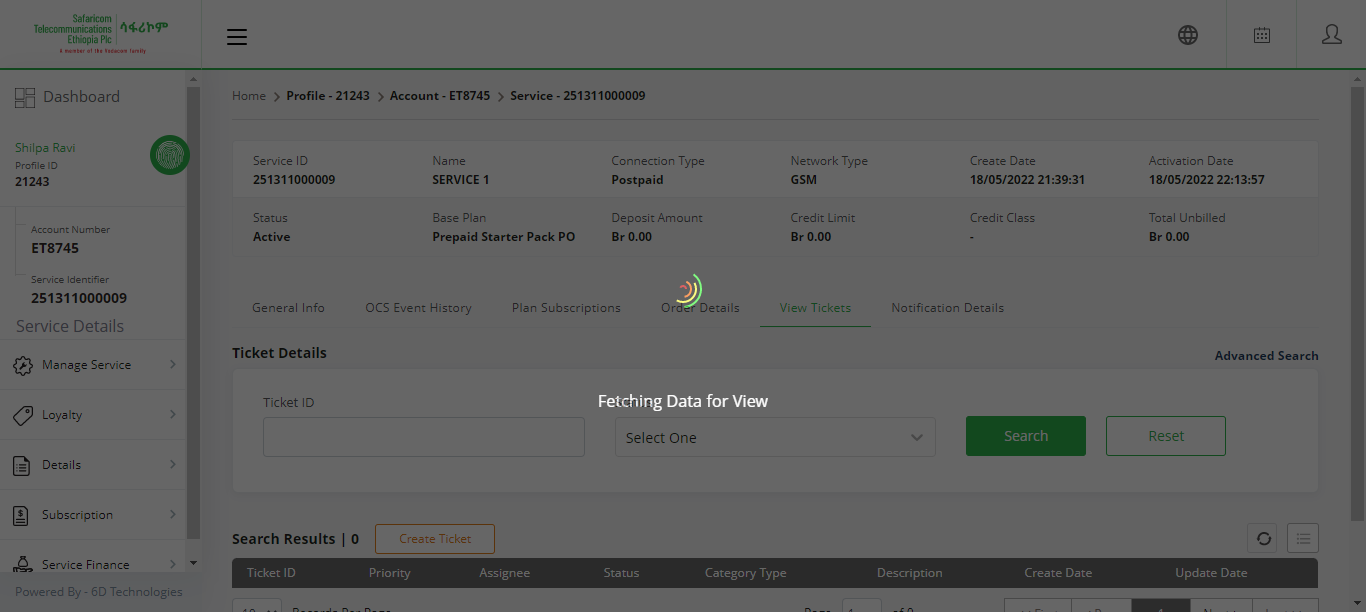 Safaricom
Telecommunications
Ethiopia Plc
ሳፋሪኮም
A member of the Vodacom family
Home > Profile - 21243 > Account - ET8745 > Service - 251311000009
Dashboard
Shilpa Ravi
Profile ID
21243
Account Number
ET8745
Service Identifier
251311000009
Service Details
Manage Service
Loyalty
Details
Subscription
Service Finance
Powered By - 6D Technologies
Service ID Name Connection Type Network Type Create Date Activation Date
251311000009 SERVICE 1 Postpaid GSM 18/05/2022 21:39:31 18/05/2022 22:13:57
Status Base Plan Deposit Amount Credit Limit Credit Class Total Unbilled
Active Prepaid Starter Pack PO Br 0.00 Br 0.00 - Br 0.00
General Info OCS Event History Plan Subscriptions Order Details View Tickets Notification Details
Ticket Details Advanced Search
Ticket ID
Fetching Data for View
Select One Search Reset
Search Results | 0 Create Ticket
Ticket ID Priority Assignee Status Category Type Description Create Date Update Date
10 Records Per Page Page 1 of 0